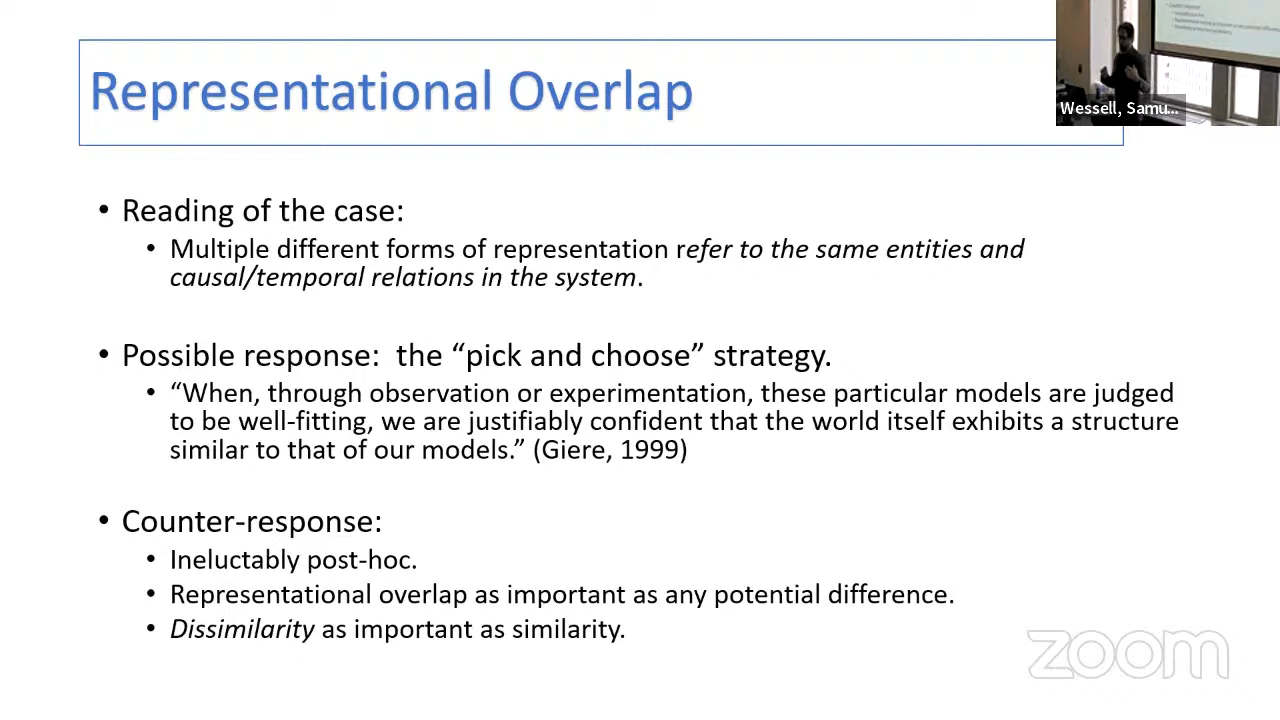 Representational Overlap
Wessell, Samu...
• Reading of the case:
• Multiple different forms of representation refer to the same entities and
causal/temporal relations in the system.
• Possible response:  the “pick and choose” strategy.
• “When, through observation or experimentation, these particular models are judged
to be well-fitting, we are justifiably confident that the world itself exhibits a structure
similar to that of our models.” (Giere, 1999)
• Counter-response:
• Ineluctably post-hoc.
• Representational overlap as important as any potential difference.
• Dissimilarity as important as similarity.
zoom